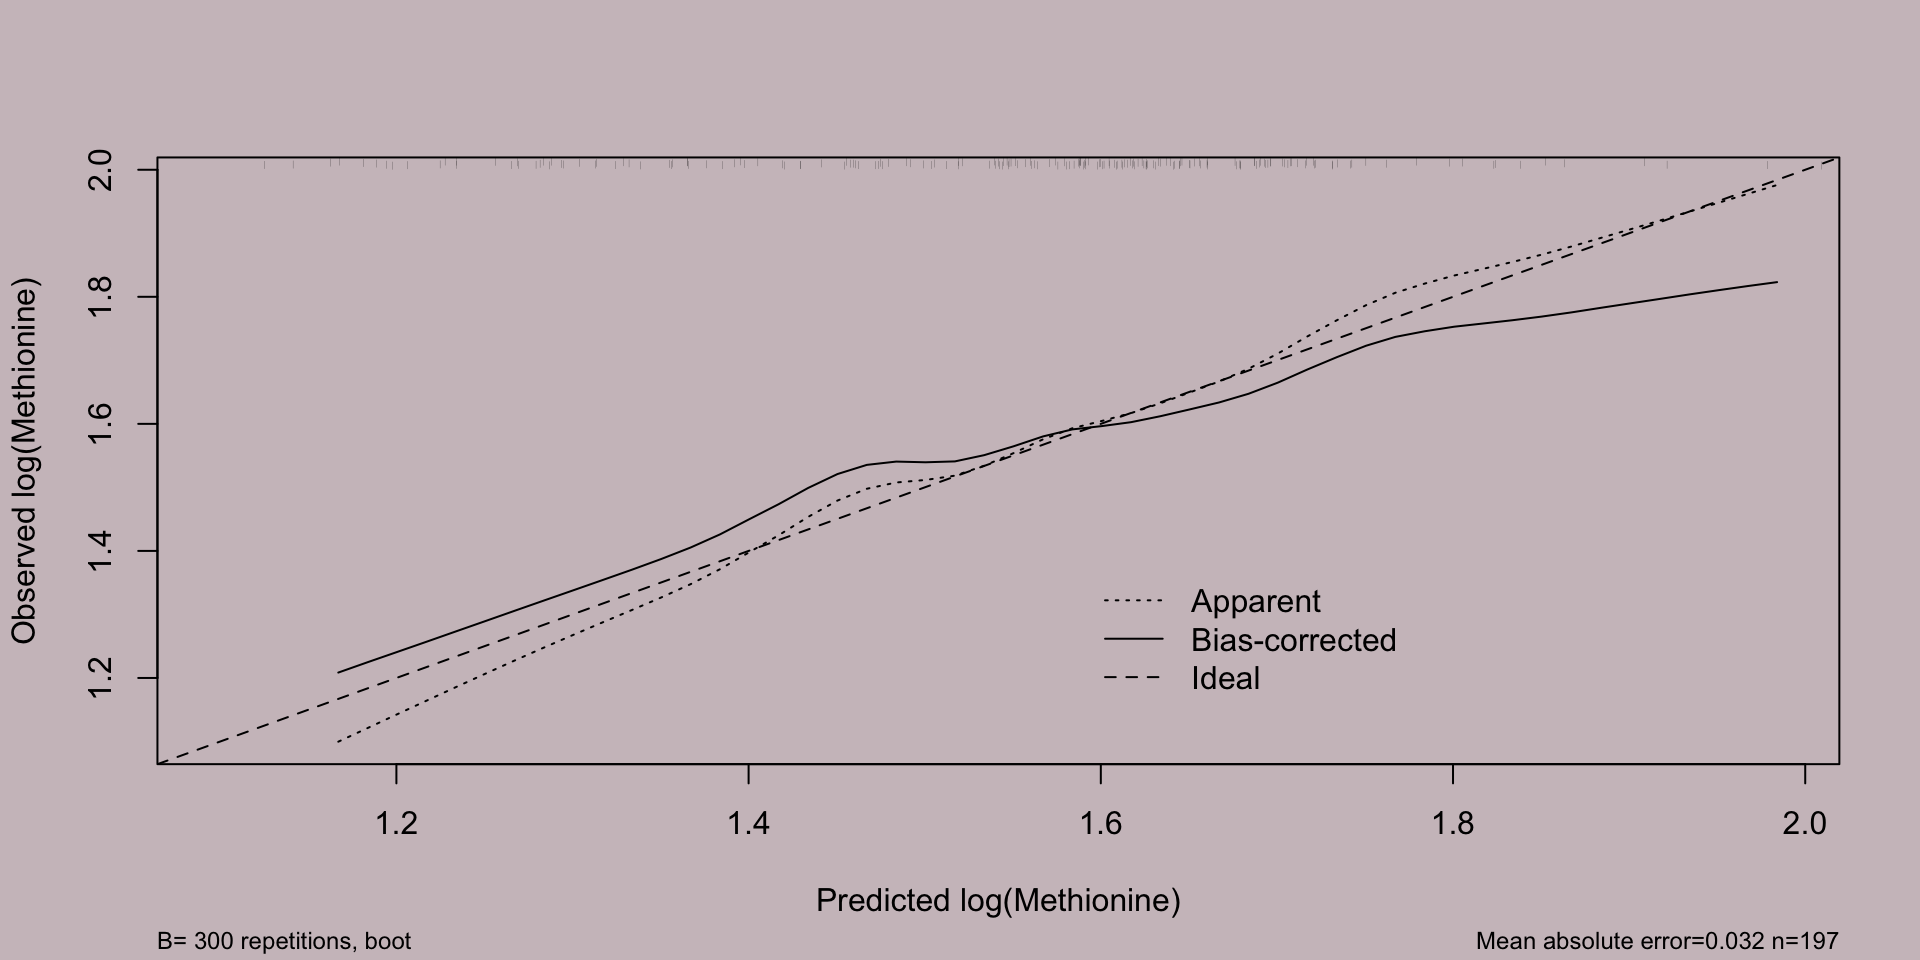 Observed log(Methionine)
2.0
1.8
1.6
1.4
1.2
Apparent
Bias-corrected
Ideal
1.2 1.4 1.6 1.8 2.0
Predicted log(Methionine)
B= 300 repetitions, boot
Mean absolute error=0.032 n=197